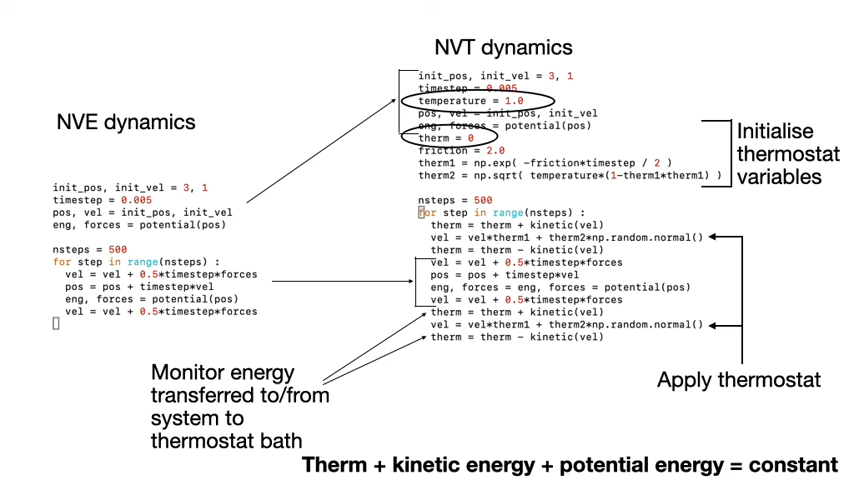 NVT dynamics
init_pos, init_vel = 3, 1
timestep = 0.005
temperature = 1.0
pos, vel = init_pos, init_vel
eng, forces = potential(pos)
therm = 0
friction = 2.0
therm1 = np.exp( -friction*timestep / 2 )
therm2 = np.sqrt( temperature*(1-therm1*therm1) )
nsteps = 500
for step in range(nsteps) :
therm = therm + kinetic(vel)
vel = vel*therm1 + therm2*np.random.normal()
therm = therm - kinetic(vel)
vel = vel + 0.5*timestep*forces
pos = pos + timestep*vel
eng, forces = eng, forces = potential(pos)
vel = vel + 0.5*timestep*forces
therm = therm + kinetic(vel)
vel = vel*therm1 + therm2*np.random.normal()
therm = therm - kinetic(vel)
Initialise
thermostat
variables
Apply thermostat
NVE dynamics
init_pos, init_vel = 3, 1
timestep = 0.005
pos, vel = init_pos, init_vel
eng, forces = potential(pos)
nsteps = 500
for step in range(nsteps) :
vel = vel + 0.5*timestep*forces
pos = pos + timestep*vel
eng, forces = potential(pos)
vel = vel + 0.5*timestep*forces
Monitor energy
transferred to/from
system to
thermostat bath
Therm + kinetic energy + potential energy = constant